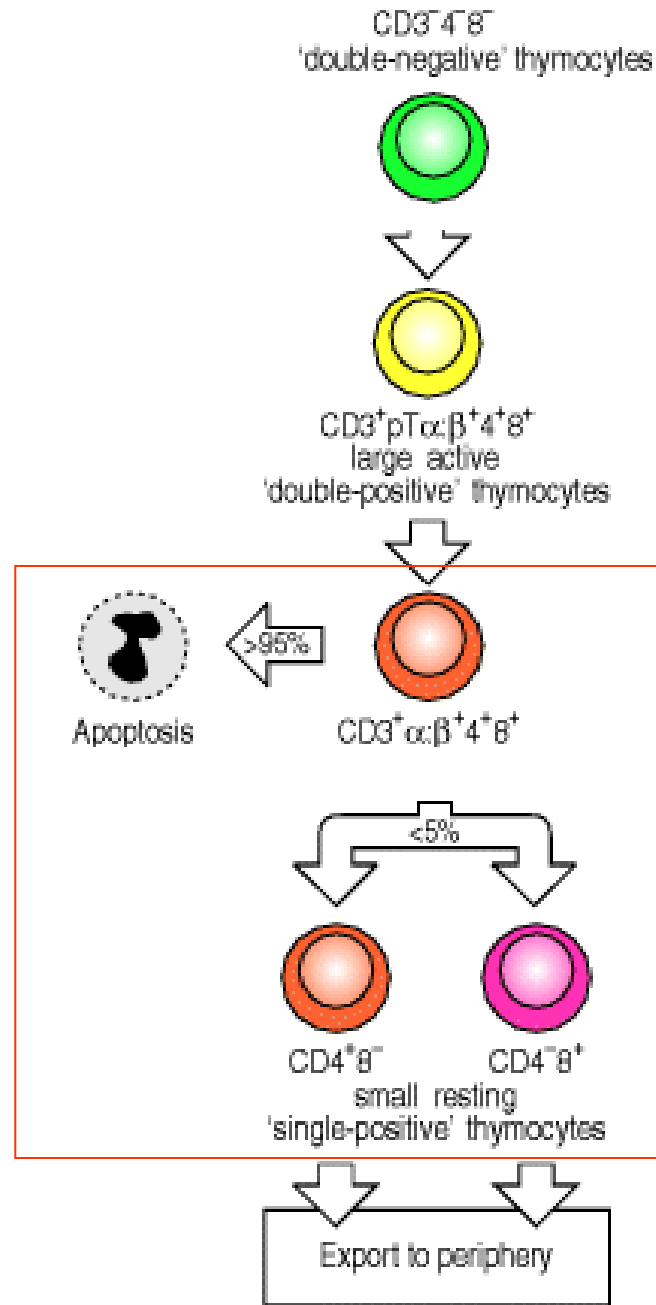 CD3⁻4⁻8⁻
'double-negative' thymocytes
CD3⁺pTα:β⁺4⁺8⁺
large active
'double-positive' thymocytes
>95%
Apoptosis
CD3⁺α:β⁺4⁺8⁺
<5%
CD4⁺8⁻ CD4⁻8⁺
small resting
'single-positive' thymocytes
Export to periphery